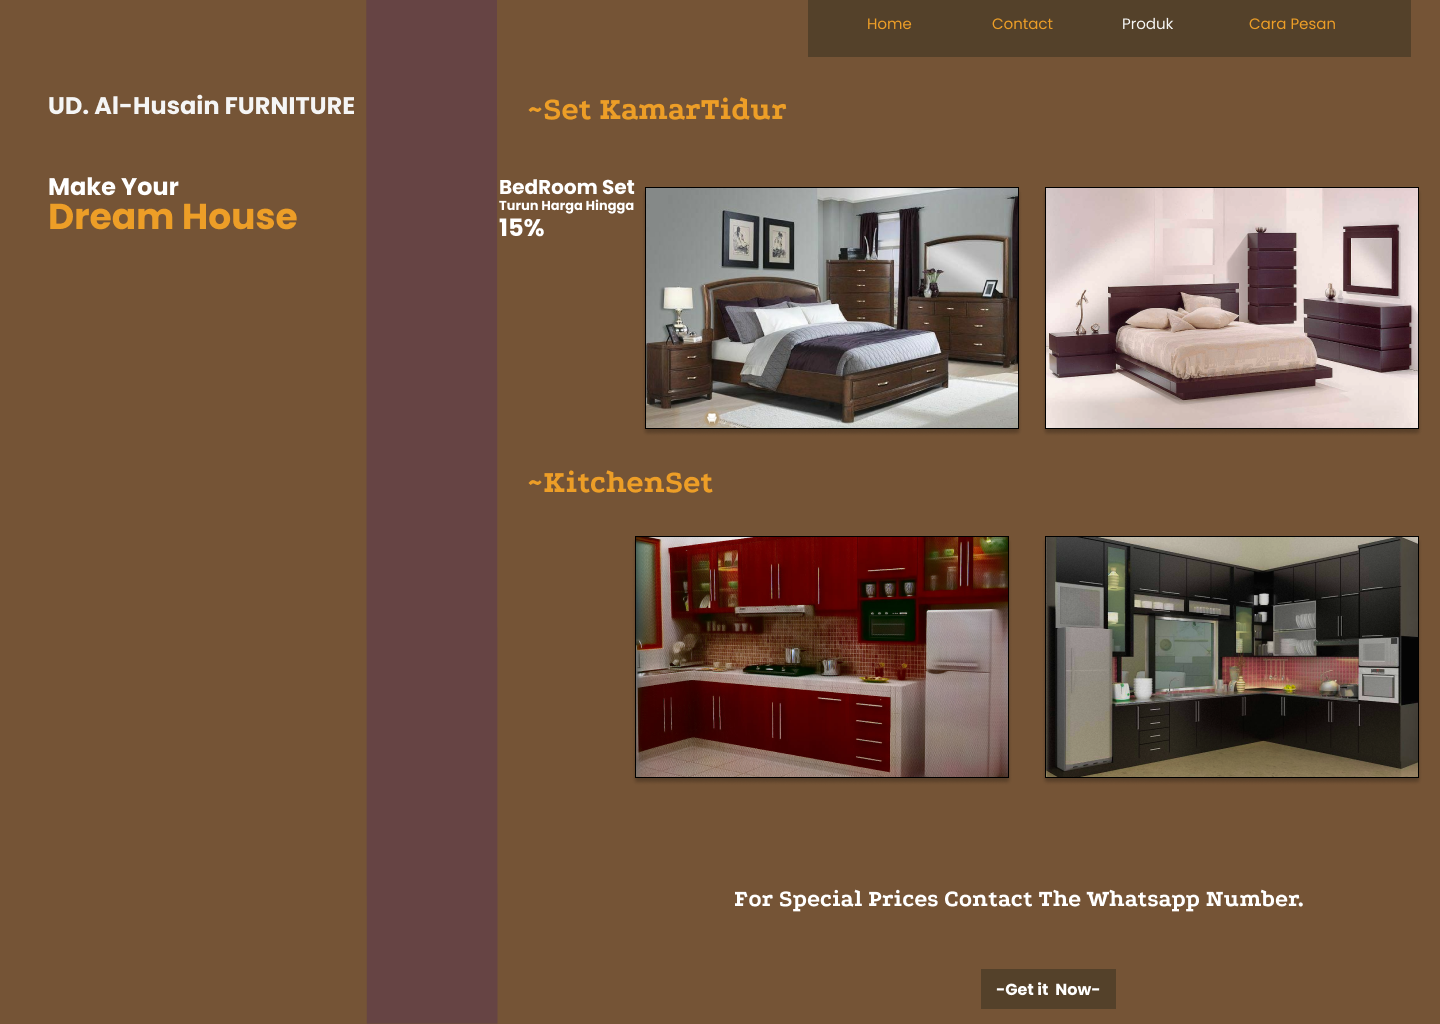 Home
Contact
Produk
Cara Pesan
UD. Al-Husain FURNITURE
Make Your
Dream House
~Set KamarTidur
BedRoom Set
Turun Harga Hingga
15%
~KitchenSet
For Special Prices Contact The Whatsapp Number.
-Get it Now-